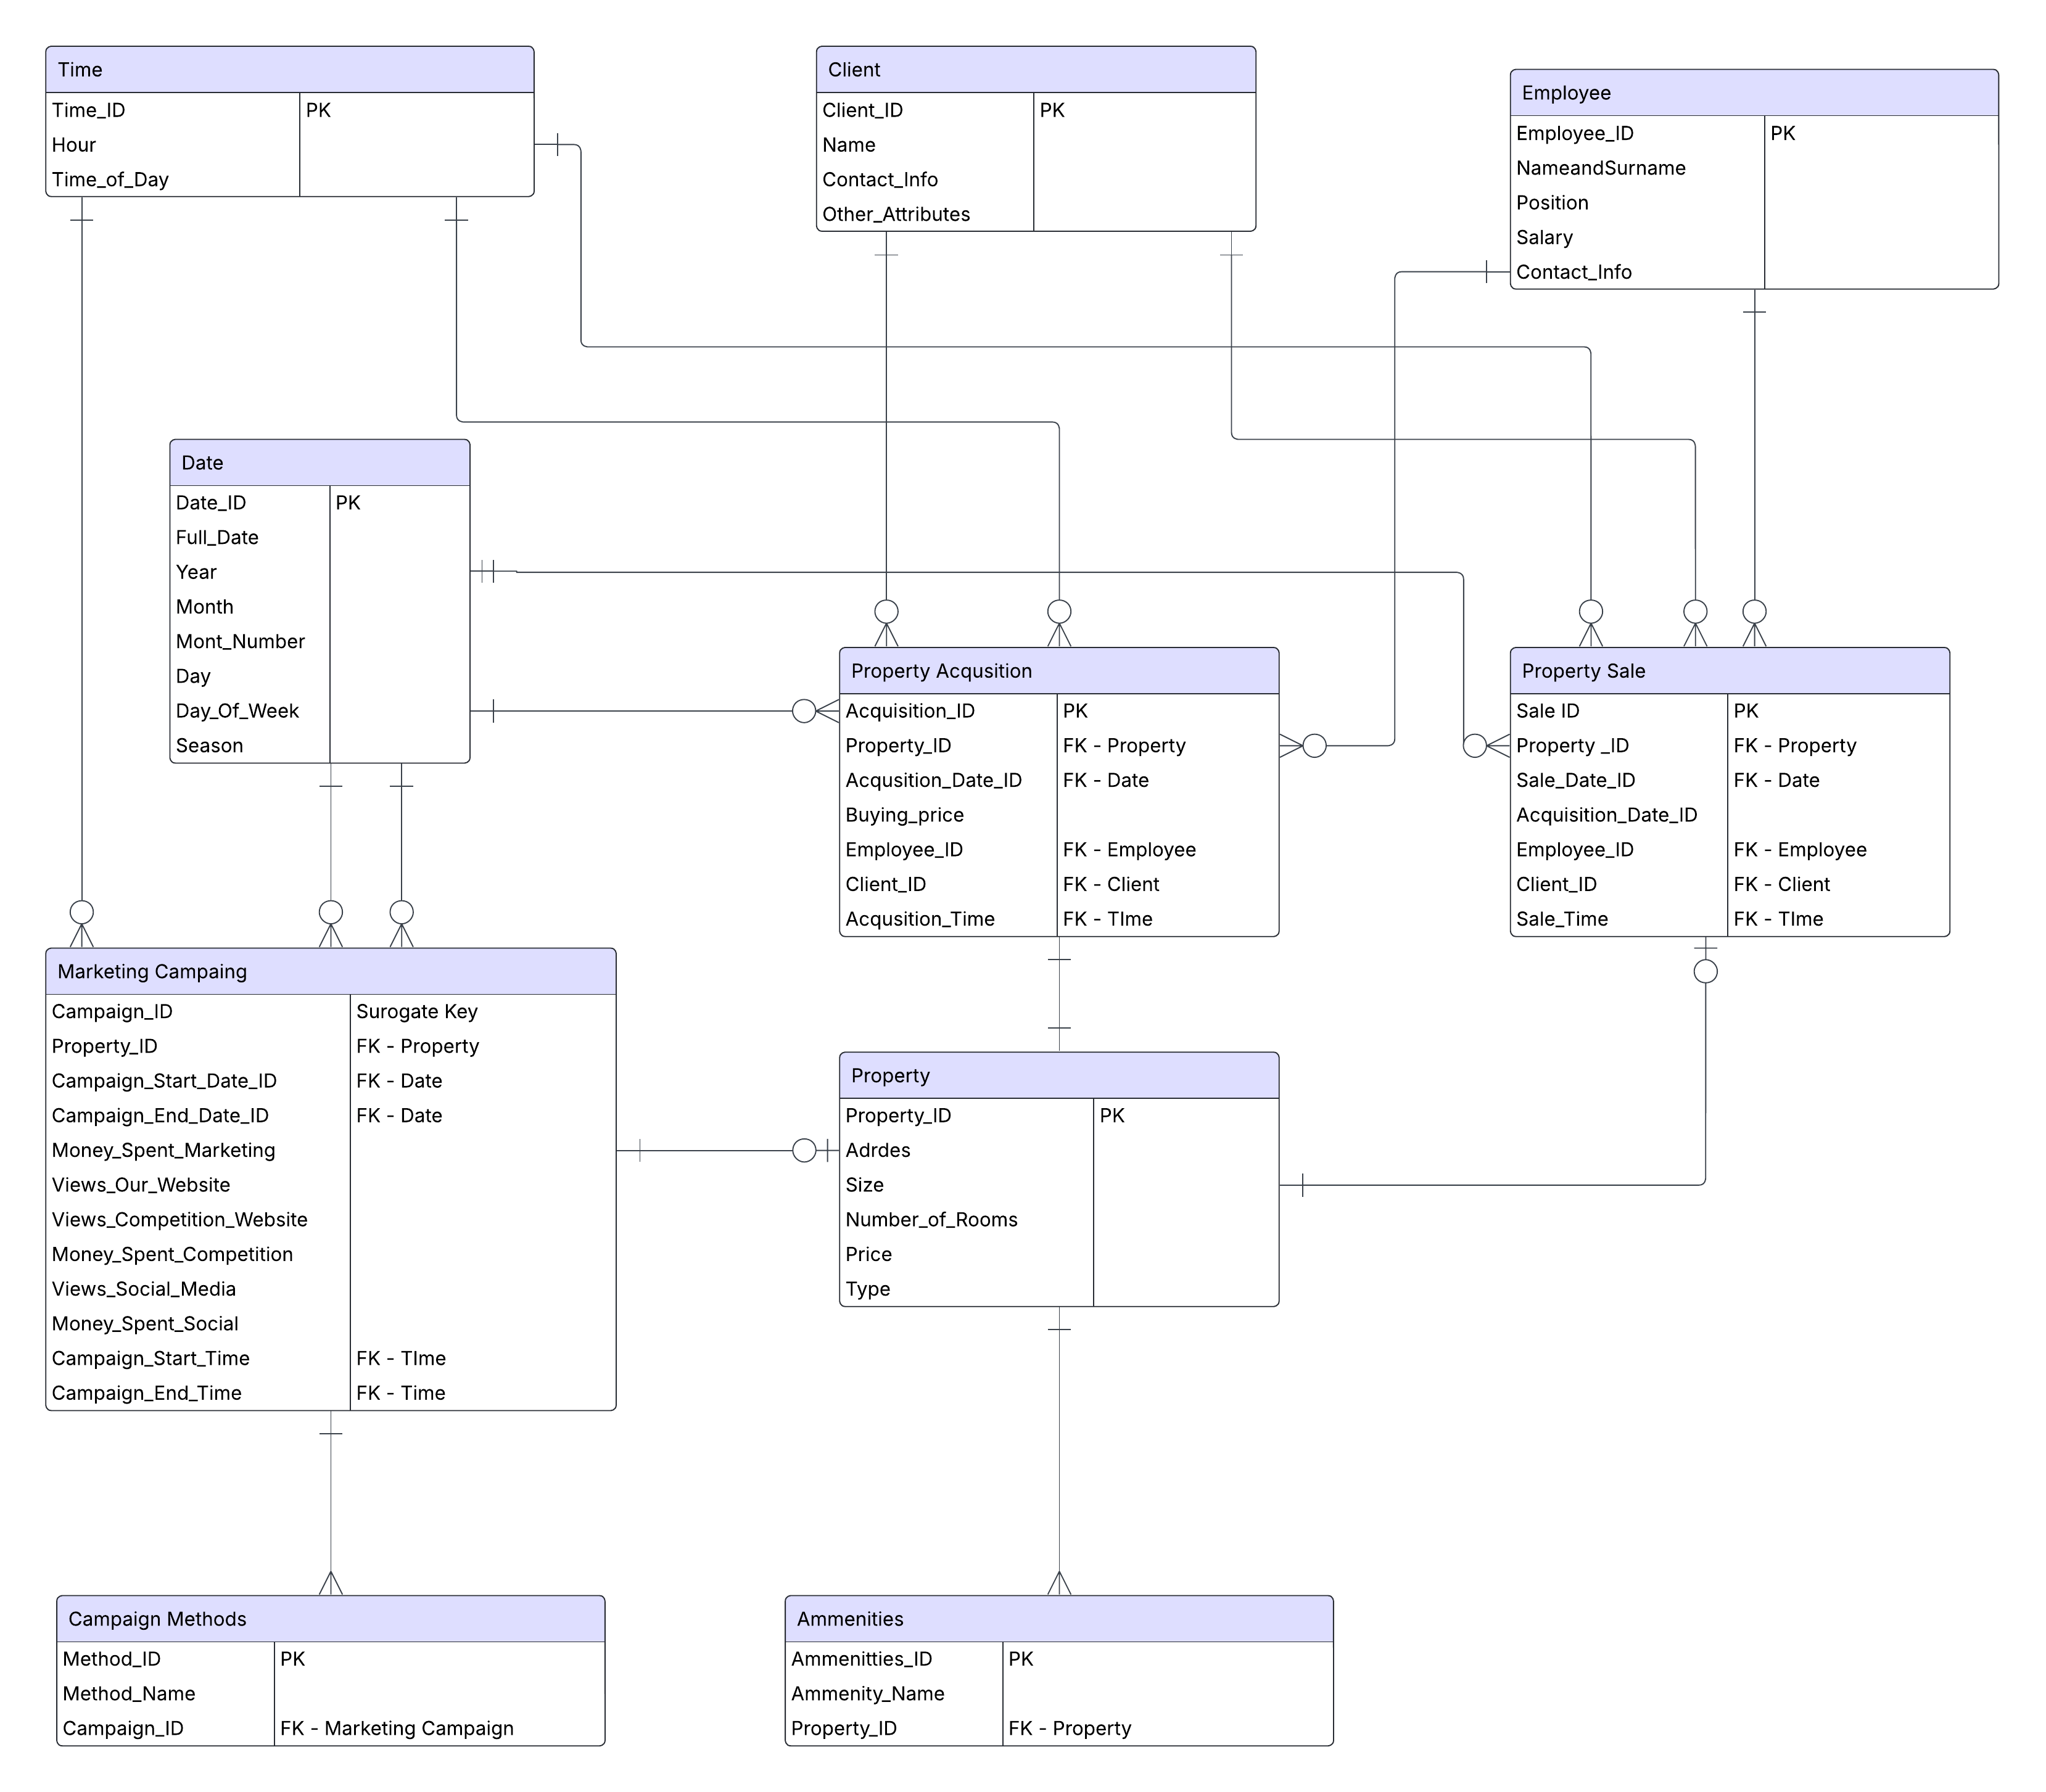 Time
Time_ID PK
Hour
Time_of_Day
Client
Client_ID PK
Name
Contact_Info
Other_Attributes
Employee
Employee_ID PK
NameandSurname
Position
Salary
Contact_Info
Date
Date_ID PK
Full_Date
Year
Month
Mont_Number
Day
Day_Of_Week
Season
Property Acqusition
Acquisition_ID PK
Property_ID FK - Property
Acqusition_Date_ID FK - Date
Buying_price
Employee_ID FK - Employee
Client_ID FK - Client
Acqusition_Time FK - TIme
Property Sale
Sale ID PK
Property _ID FK - Property
Sale_Date_ID FK - Date
Acquisition_Date_ID
Employee_ID FK - Employee
Client_ID FK - Client
Sale_Time FK - TIme
Marketing Campaing
Campaign_ID Surogate Key
Property_ID FK - Property
Campaign_Start_Date_ID FK - Date
Campaign_End_Date_ID FK - Date
Money_Spent_Marketing
Views_Our_Website
Views_Competition_Website
Money_Spent_Competition
Views_Social_Media
Money_Spent_Social
Campaign_Start_Time FK - TIme
Campaign_End_Time FK - Time
Property
Property_ID PK
Adrdes
Size
Number_of_Rooms
Price
Type
Campaign Methods
Method_ID PK
Method_Name
Campaign_ID FK - Marketing Campaign
Ammenities
Ammenitties_ID PK
Ammenity_Name
Property_ID FK - Property